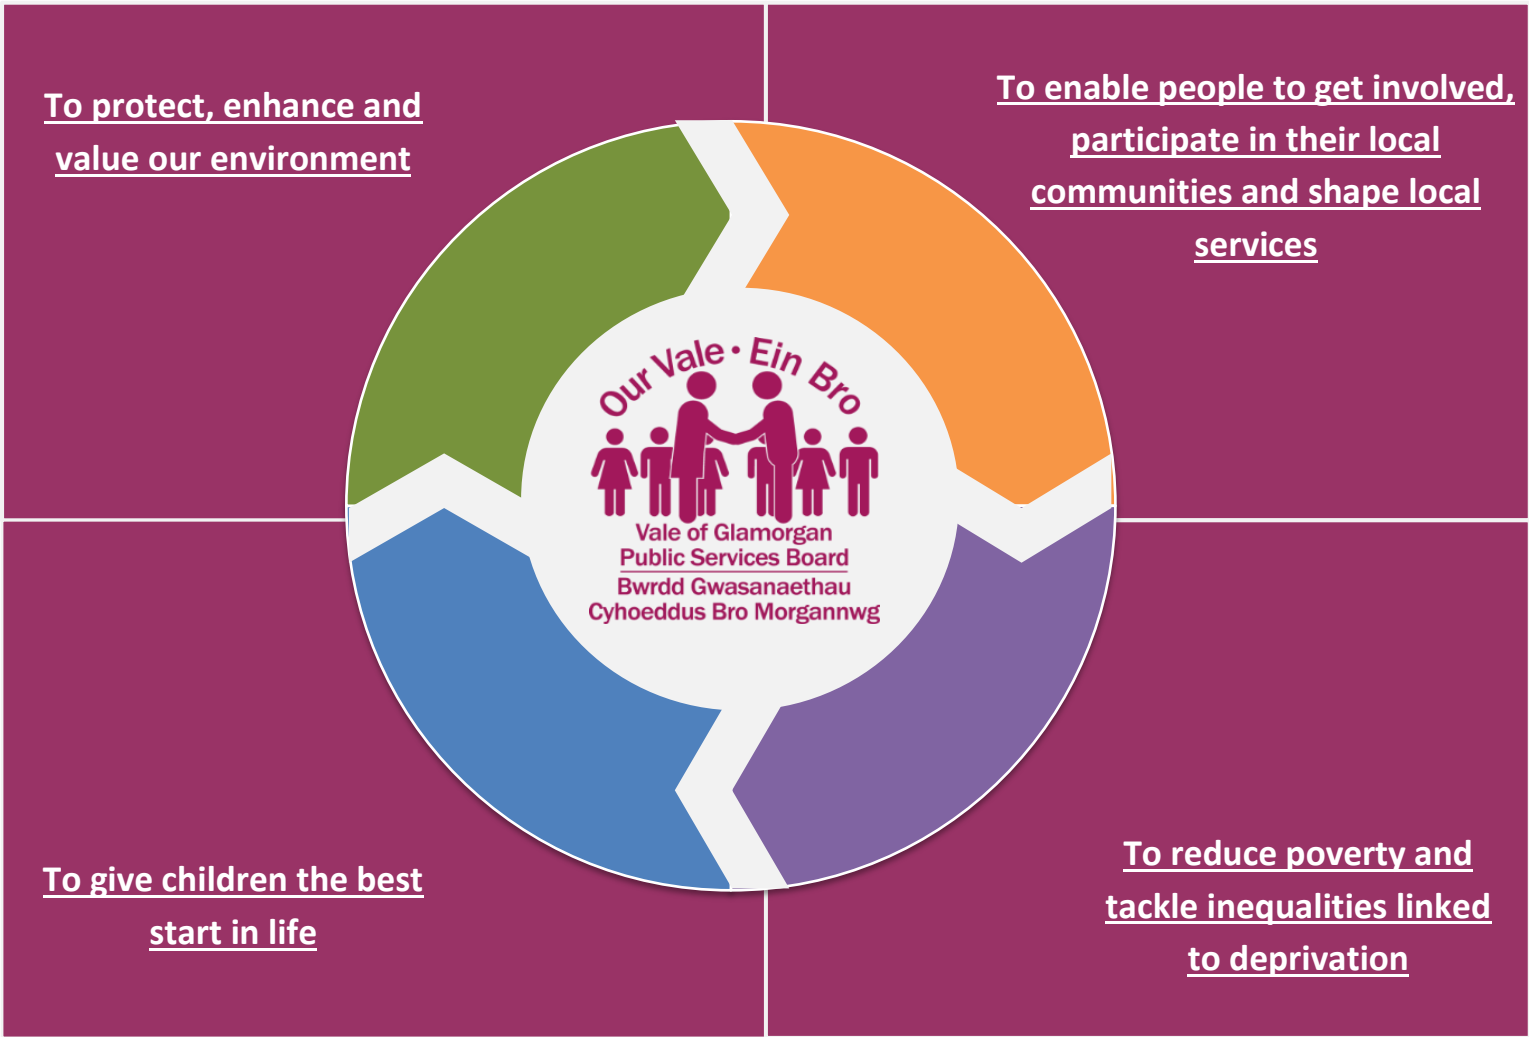 To protect, enhance and
value our environment
To enable people to get involved,
participate in their local
communities and shape local
services
Our Vale · Ein Bro
Vale of Glamorgan
Public Services Board
Bwrdd Gwasanaethau
Cyhoeddus Bro Morgannwg
To give children the best
start in life
To reduce poverty and
tackle inequalities linked
to deprivation